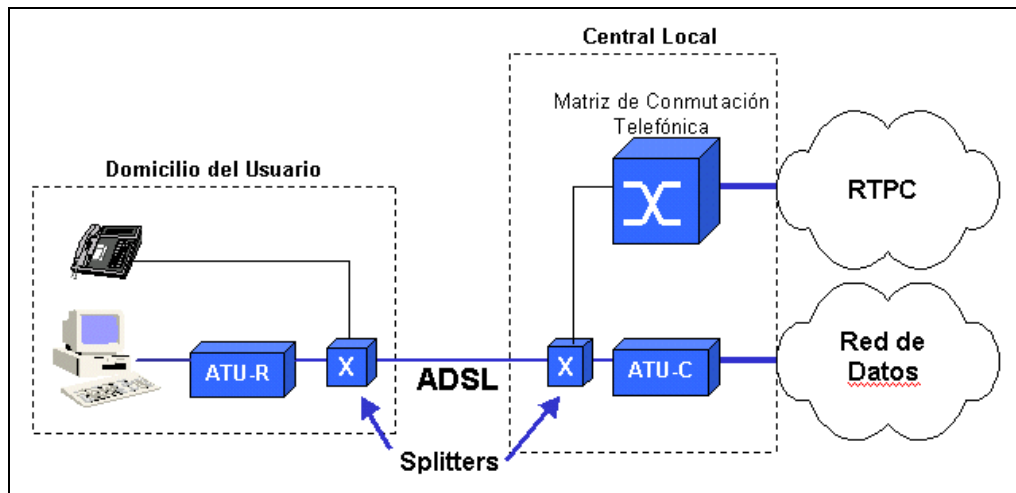 Central Local
Matriz de Conmutación
Telefónica
Domicilio del Usuario
RTPC
ATU-R
X
ADSL
X
ATU-C
Red de
Datos
Splitters